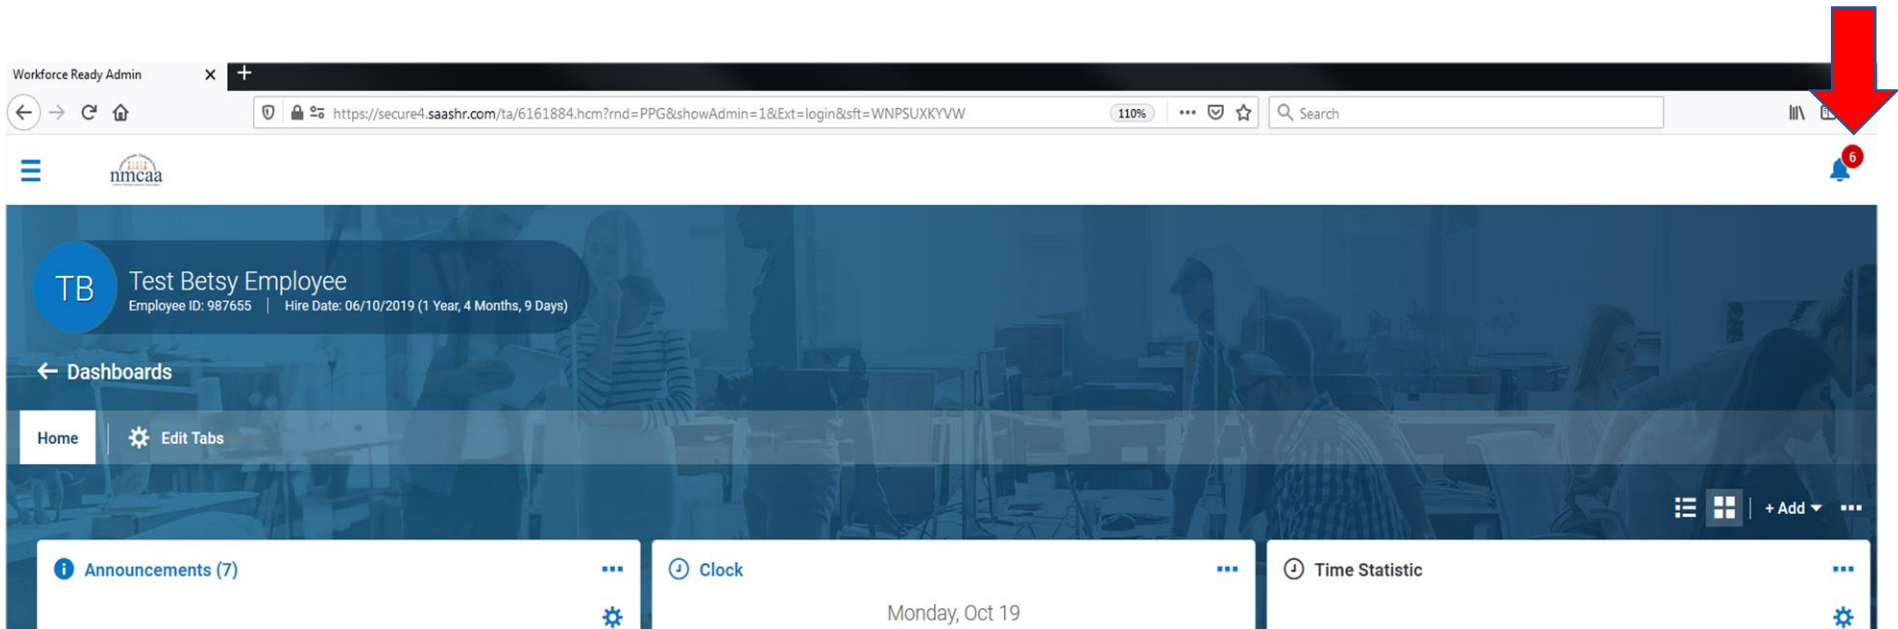 Workforce Ready Admin
https://secure4.saashr.com/ta/6161884.hcm?rnd=PPG&showAdmin=1&Ext=login&sft=WNPSUXKYVW
110%
Search
nmcaa
6
TB
Test Betsy Employee
Employee ID: 987655 | Hire Date: 06/10/2019 (1 Year, 4 Months, 9 Days)
Dashboards
Home
Edit Tabs
+ Add
Announcements (7)
Clock
Time Statistic
Monday, Oct 19